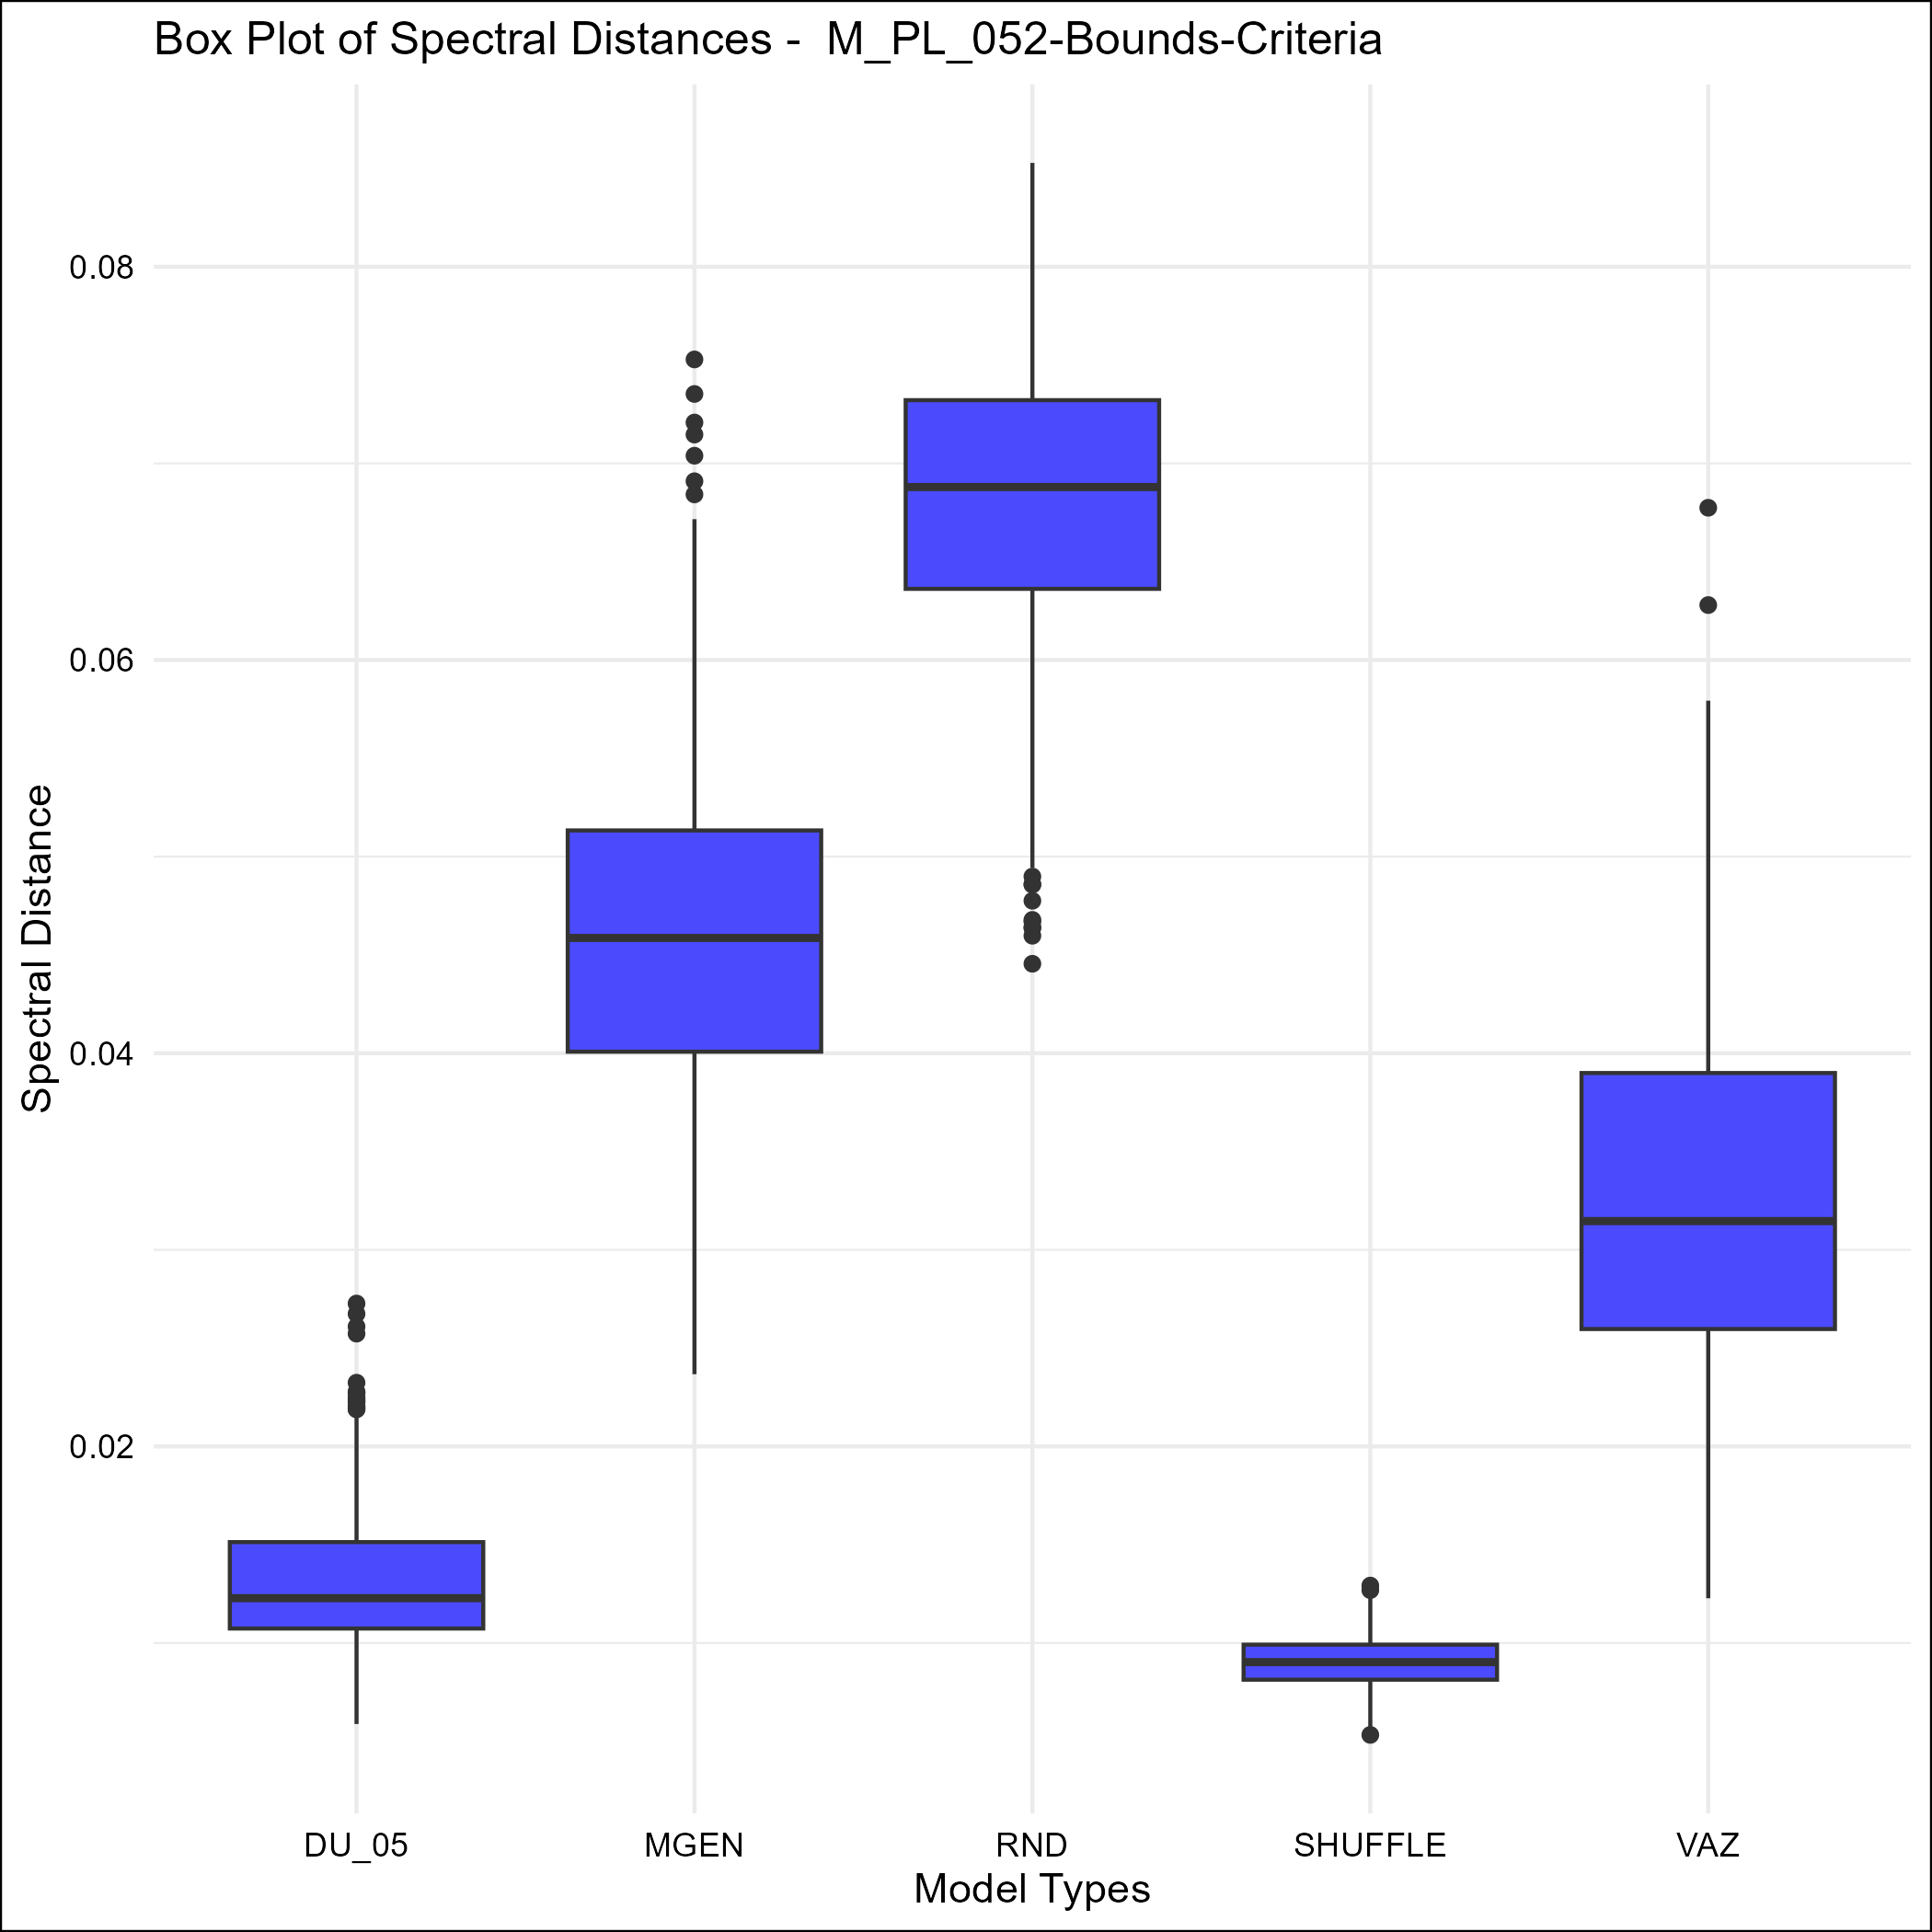 Box Plot of Spectral Distances -  M_PL_052-Bounds-Criteria
Spectral Distance
0.08
0.06
0.04
0.02
DU_05 MGEN RND SHUFFLE VAZ
Model Types